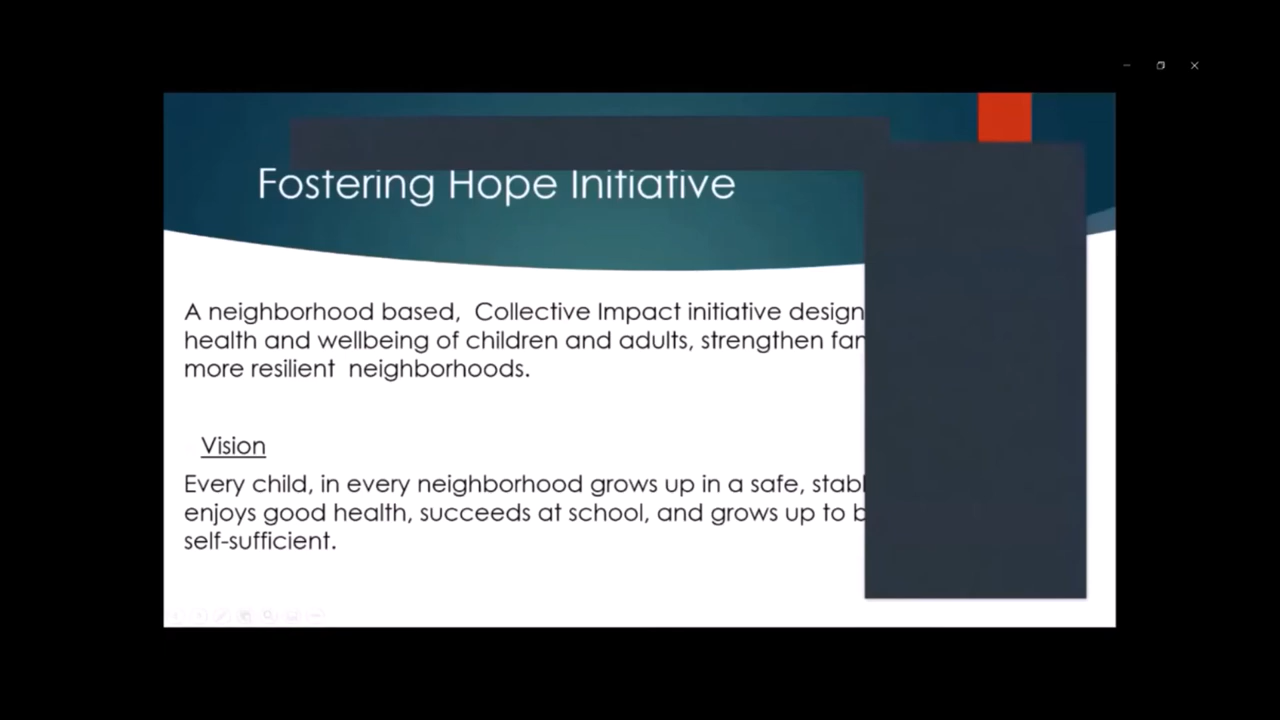 Fostering Hope Initiative
A neighborhood based, Collective Impact initiative design
health and wellbeing of children and adults, strengthen
more resilient neighborhoods.
Vision
Every child, in every neighborhood grows up in a safe,
enjoys good health, succeeds at school, and grows up to
self-sufficient.